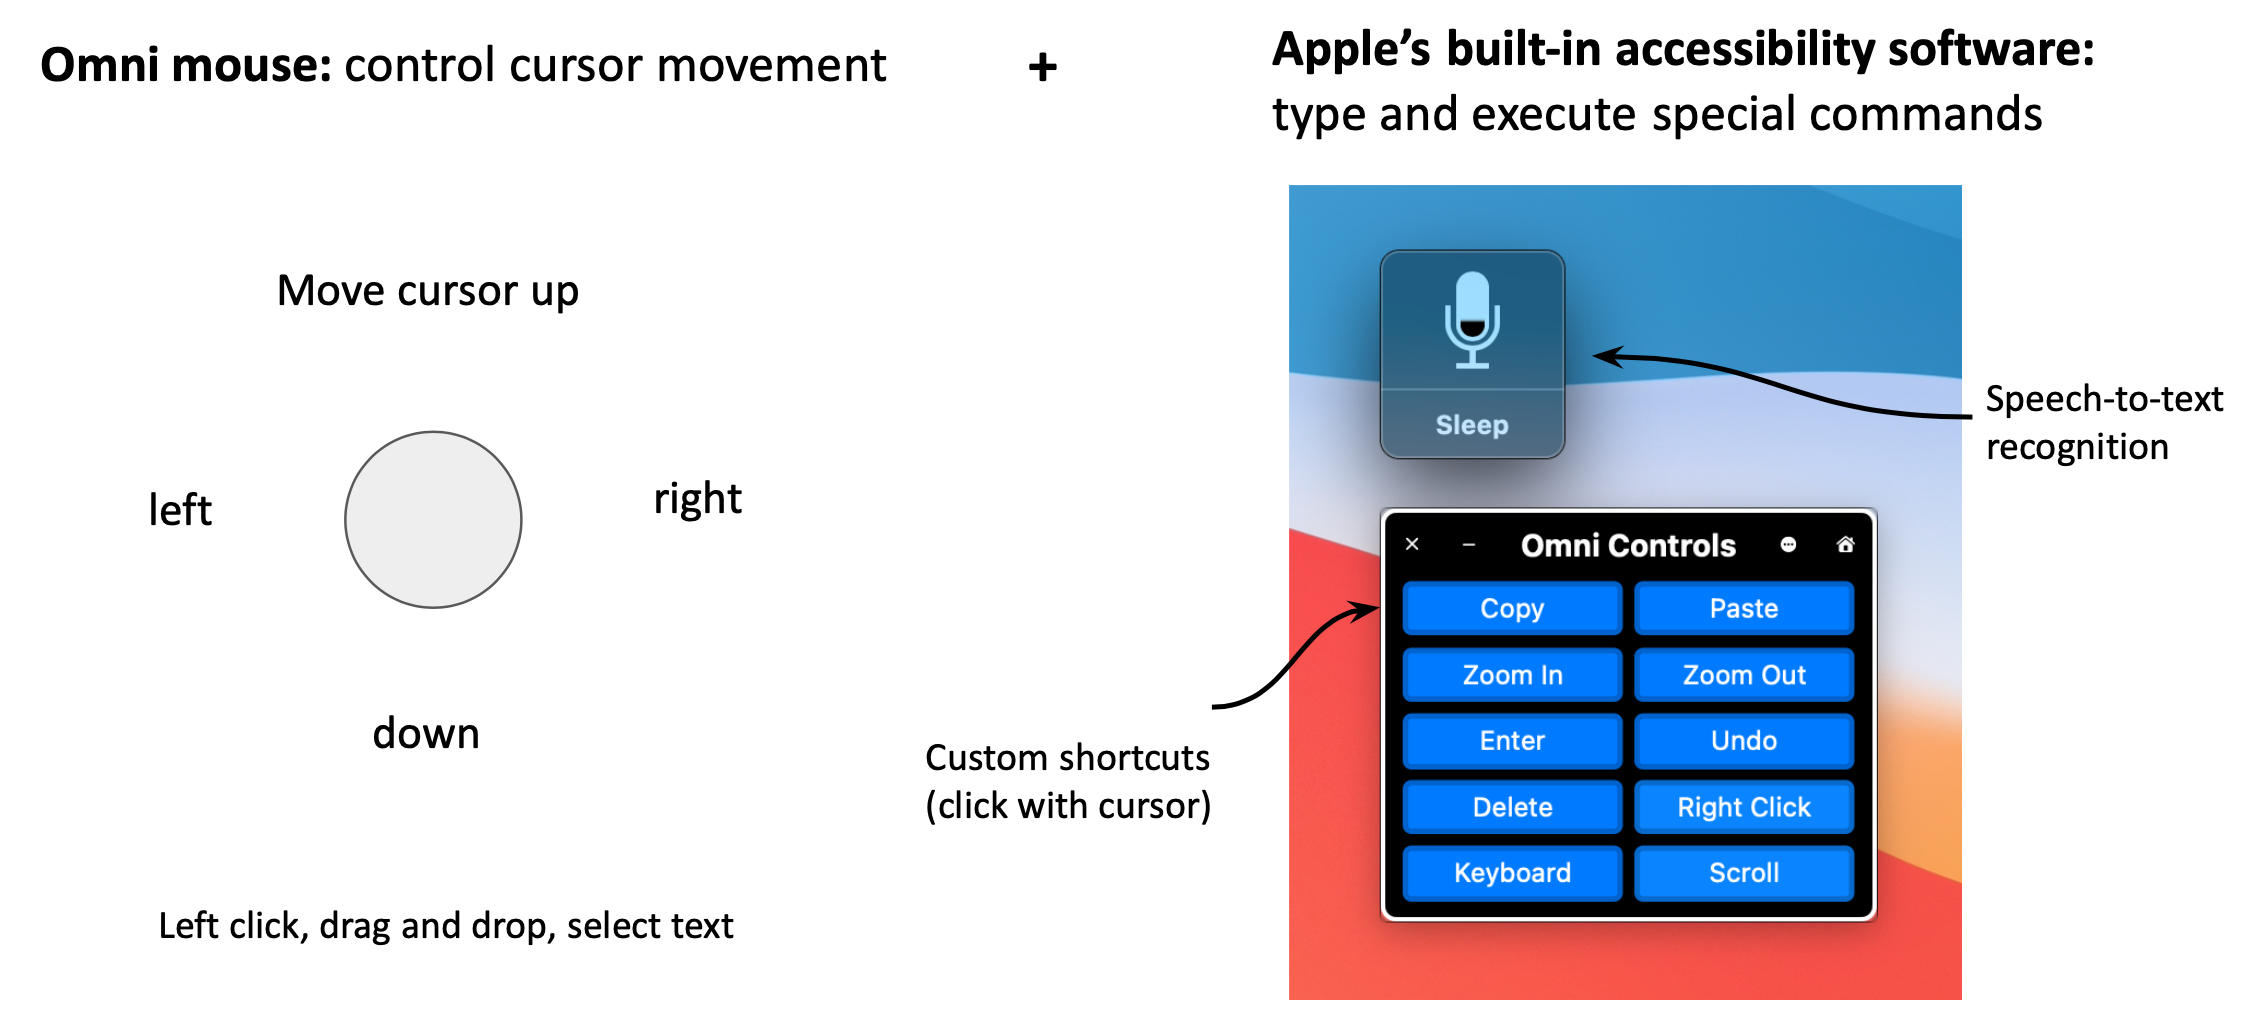 Omni mouse: control cursor movement
+
Apple’s built-in accessibility software:
type and execute special commands
Move cursor up
left
right
down
Left click, drag and drop, select text
Sleep
Speech-to-text
recognition
Custom shortcuts
(click with cursor)
Omni Controls
Copy
Paste
Zoom In
Zoom Out
Enter
Undo
Delete
Right Click
Keyboard
Scroll